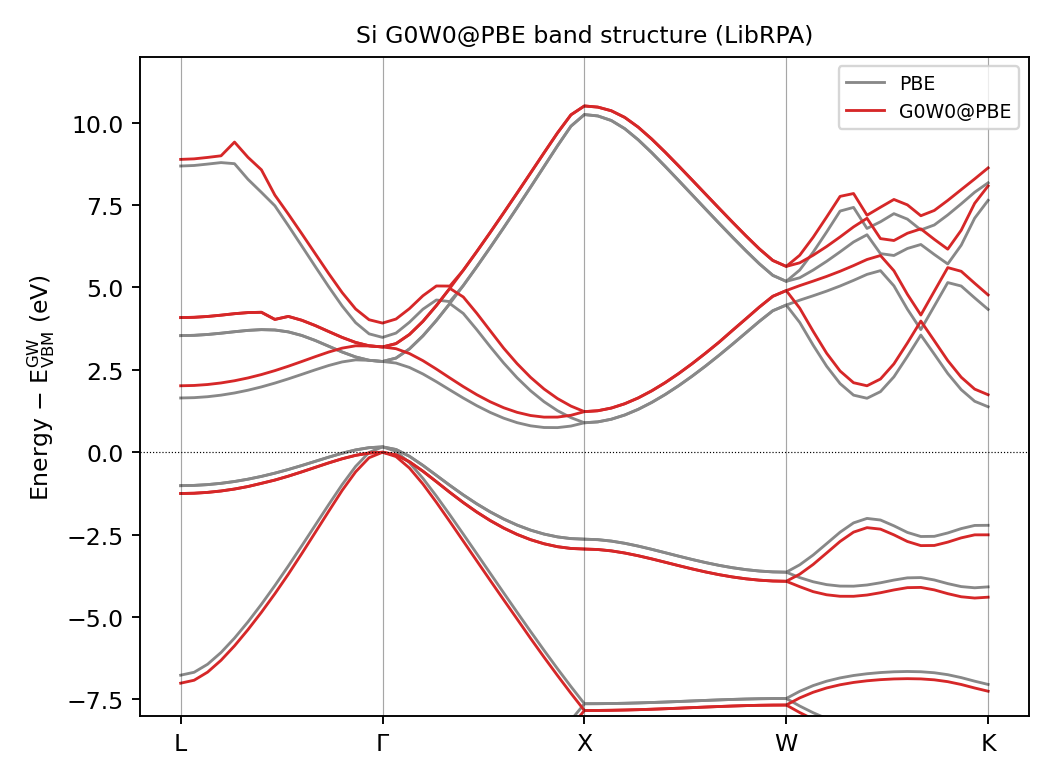 Si G0W0@PBE band structure (LibRPA)
PBE
G0W0@PBE
Energy − E^GW_VBM (eV)
10.0
7.5
5.0
2.5
0.0
−2.5
−5.0
−7.5
L Γ X W K